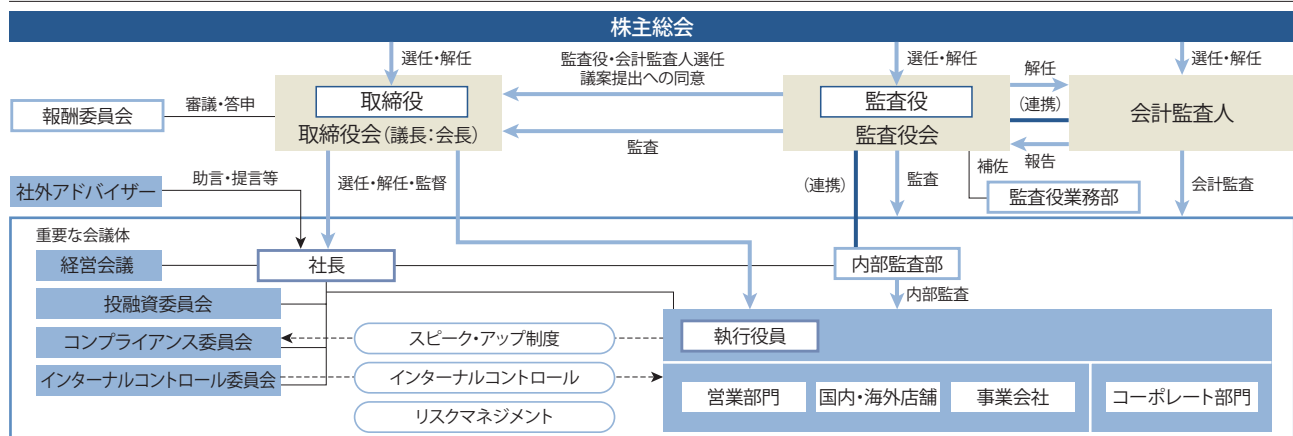 株主総会
選任・解任
監査役・会計監査人選任
議案提出への同意
選任・解任
解任
選任・解任
報酬委員会
審議・答申
取締役
取締役会(議長:会長)
監査
監査役
監査役会
(連携)
報告
会計監査人
社外アドバイザー
助言・提言等
選任・解任・監督
(連携)
監査
補佐
監査役業務部
会計監査
重要な会議体
経営会議
社長
内部監査部
内部監査
投融資委員会
コンプライアンス委員会
インターナルコントロール委員会
スピーク・アップ制度
インターナルコントロール
リスクマネジメント
執行役員
営業部門
国内・海外店舗
事業会社
コーポレート部門